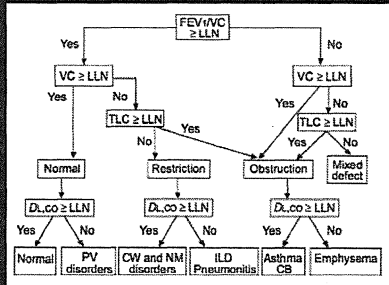 FEV1/VC
≥LLN
Yes
No
VC ≥ LLN
VC ≥ LLN
Yes
No
Yes
No
TLC ≥ LLN
TLC ≥ LLN
No
Yes
Yes
No
Normal
Restriction
Obstruction
Mixed
defect
DL,CO ≥ LLN
DL,CO ≥ LLN
DL,CO ≥ LLN
Yes
No
Yes
No
Yes
No
Normal
PV
disorders
CW and NM
disorders
ILD
Pneumonitis
Asthma
CB
Emphysema